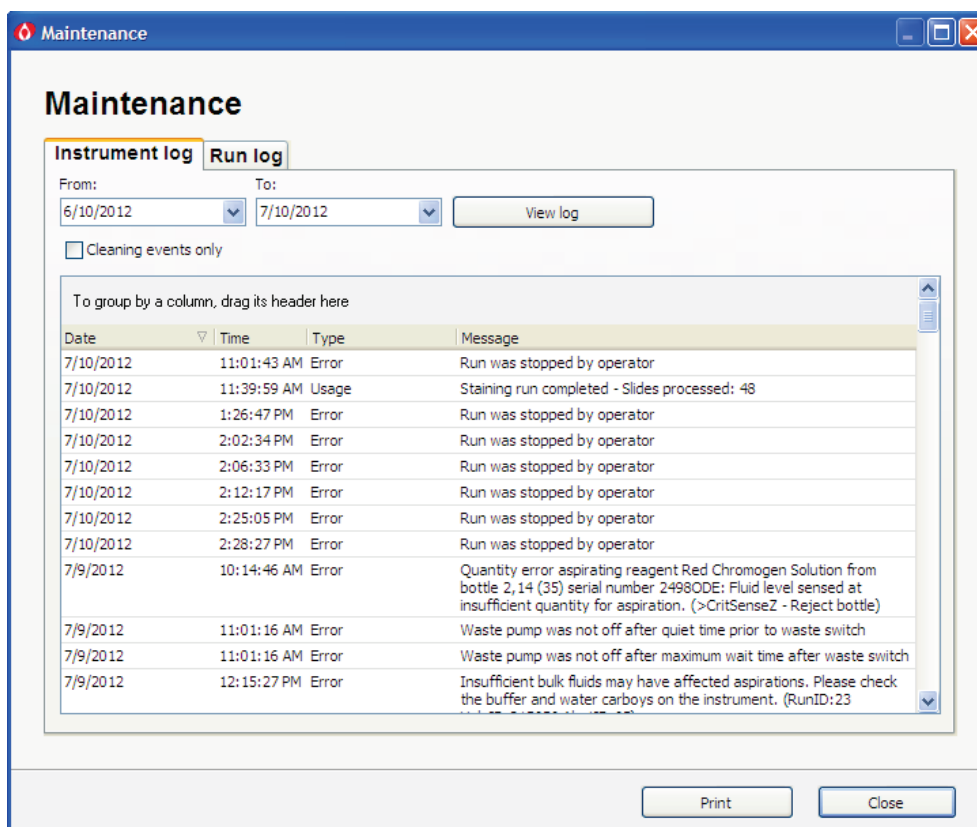 Maintenance
Maintenance
Instrument log Run log
From: To:
6/10/2012 7/10/2012 View log
Cleaning events only
To group by a column, drag its header here
Date Time Type Message
7/10/2012 11:01:43 AM Error Run was stopped by operator
7/10/2012 11:39:59 AM Usage Staining run completed - Slides processed: 48
7/10/2012 1:26:47 PM Error Run was stopped by operator
7/10/2012 2:02:34 PM Error Run was stopped by operator
7/10/2012 2:06:33 PM Error Run was stopped by operator
7/10/2012 2:12:17 PM Error Run was stopped by operator
7/10/2012 2:25:05 PM Error Run was stopped by operator
7/10/2012 2:28:27 PM Error Run was stopped by operator
7/9/2012 10:14:46 AM Error Quantity error aspirating reagent Red Chromogen Solution from
bottle 2,14 (35) serial number 2498ODE: Fluid level sensed at
insufficient quantity for aspiration. (>CritSenseZ - Reject bottle)
7/9/2012 11:01:16 AM Error Waste pump was not off after quiet time prior to waste switch
7/9/2012 11:01:16 AM Error Waste pump was not off after maximum wait time after waste switch
7/9/2012 12:15:27 PM Error Insufficient bulk fluids may have affected aspirations. Please check
the buffer and water carboys on the instrument. (RunID:23
Print Close